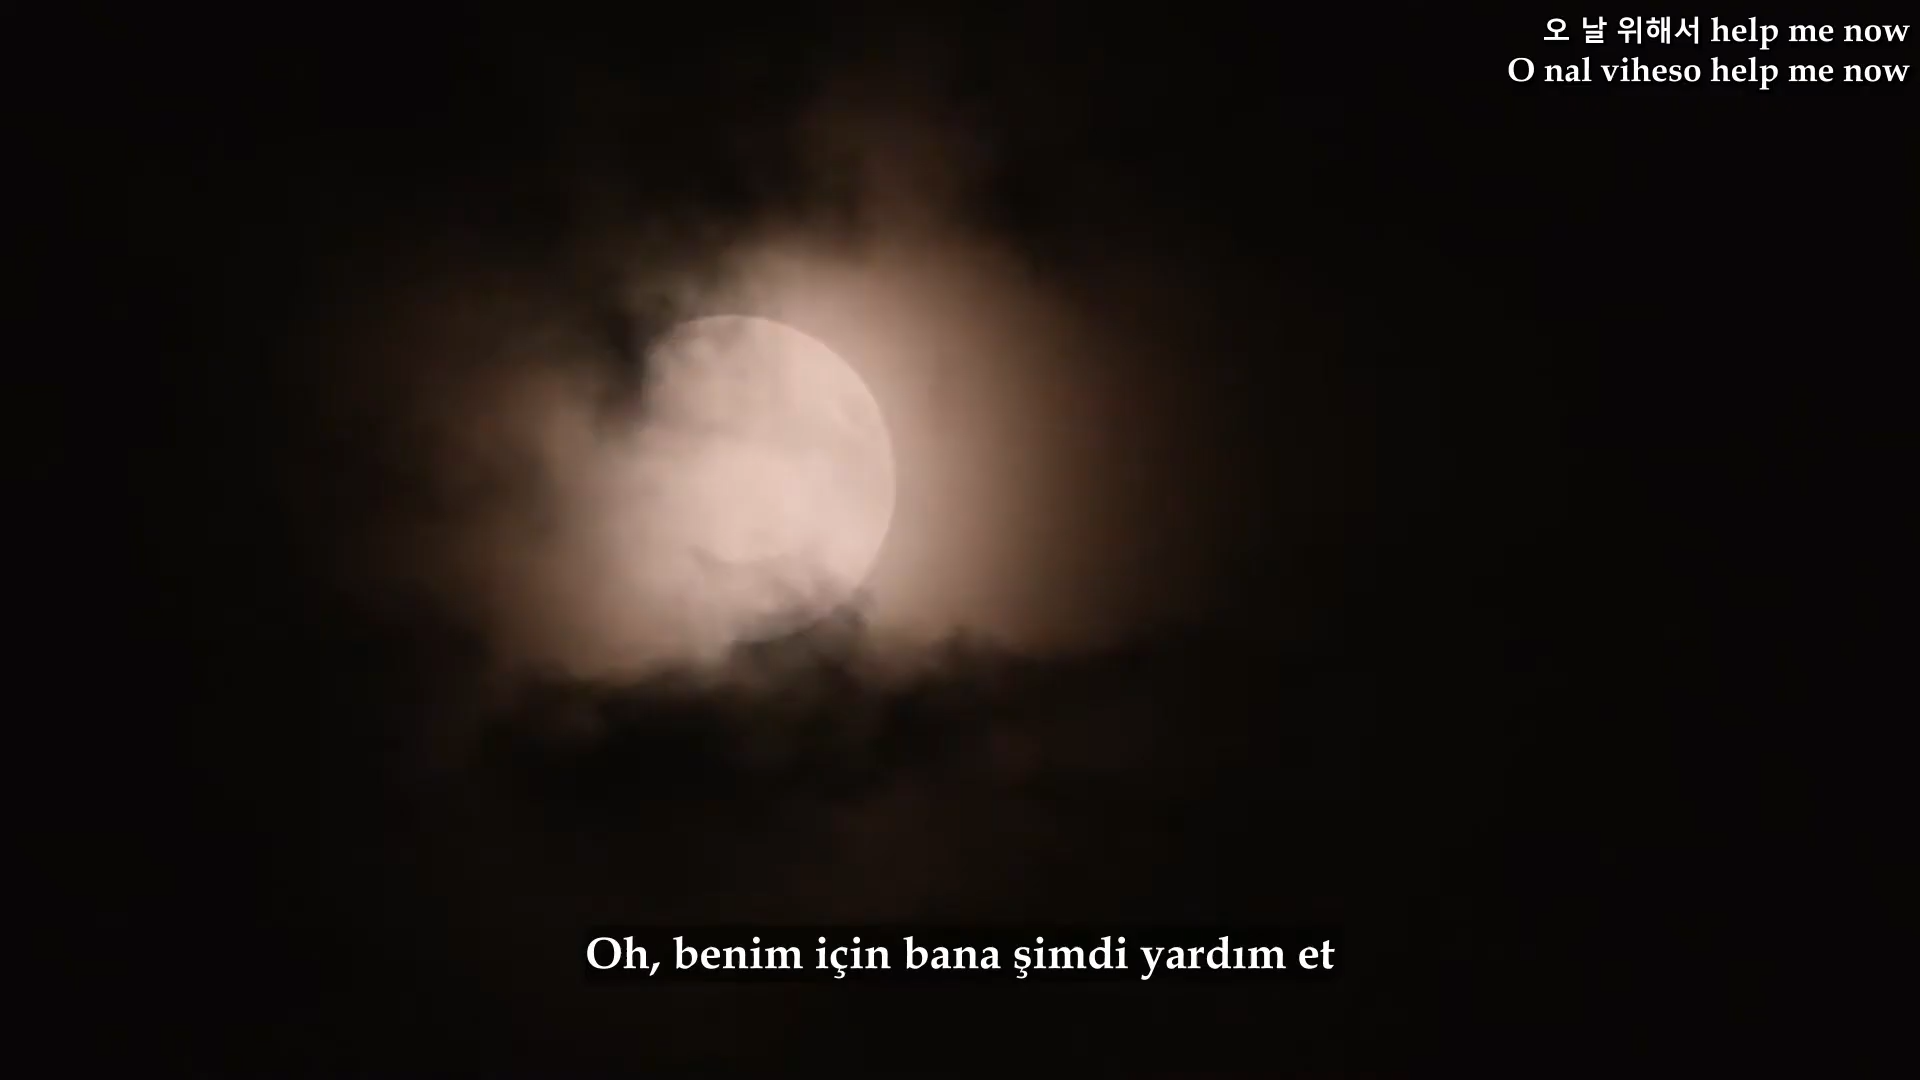 오 날 위해서 help me now
O nal viheso help me now
Oh, benim için bana şimdi yardım et